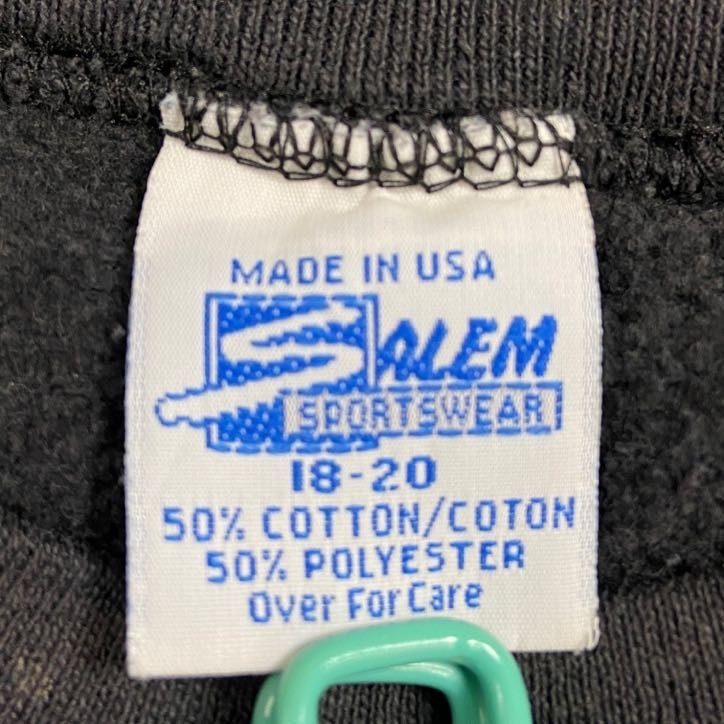 MADE IN USA
SALEM
SPORTSWEAR
18-20
50% COTTON/COTON
50% POLYESTER
Over For Care